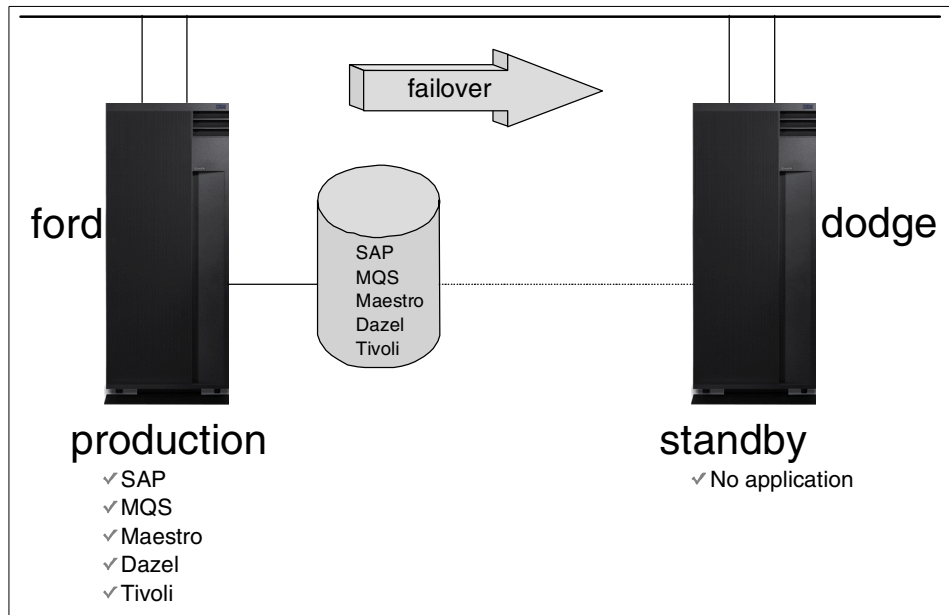 failover
ford
dodge
SAP
MQS
Maestro
Dazel
Tivoli
production
✓SAP
✓MQS
✓Maestro
✓Dazel
✓Tivoli
standby
✓No application